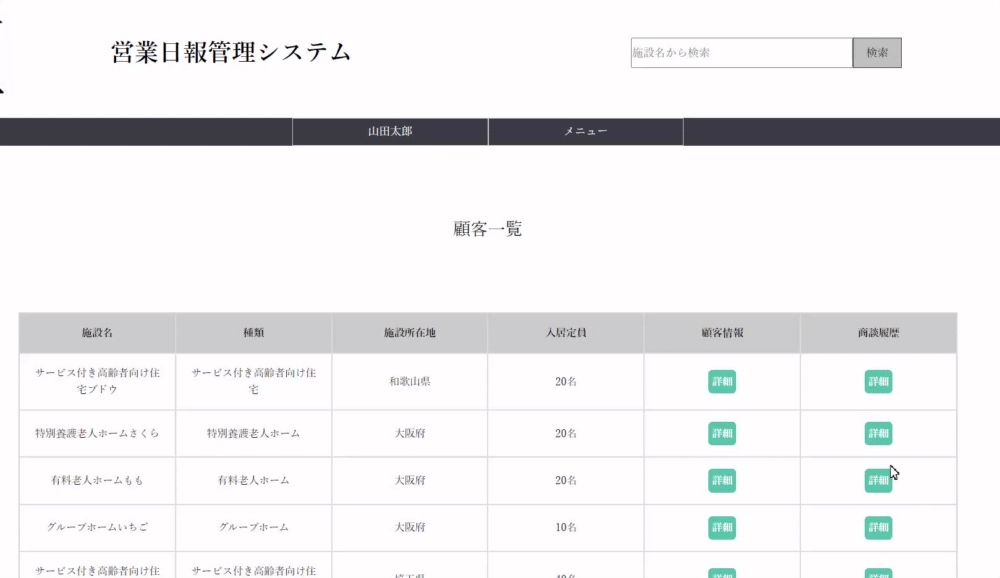 営業日報管理システム
施設名から検索 検索
山田太郎 メニュー
顧客一覧
施設名 種類 施設所在地 入居定員 顧客情報 商談履歴
サービス付き高齢者向け住 サービス付き高齢者向け住
宅ブドウ 宅 和歌山県 20名 詳細 詳細
特別養護老人ホームさくら 特別養護老人ホーム 大阪府 20名 詳細 詳細
有料老人ホームもも 有料老人ホーム 大阪府 20名 詳細 詳細
グループホームいちご グループホーム 大阪府 10名 詳細 詳細
サービス付き高齢者向け住 サービス付き高齢者向け住